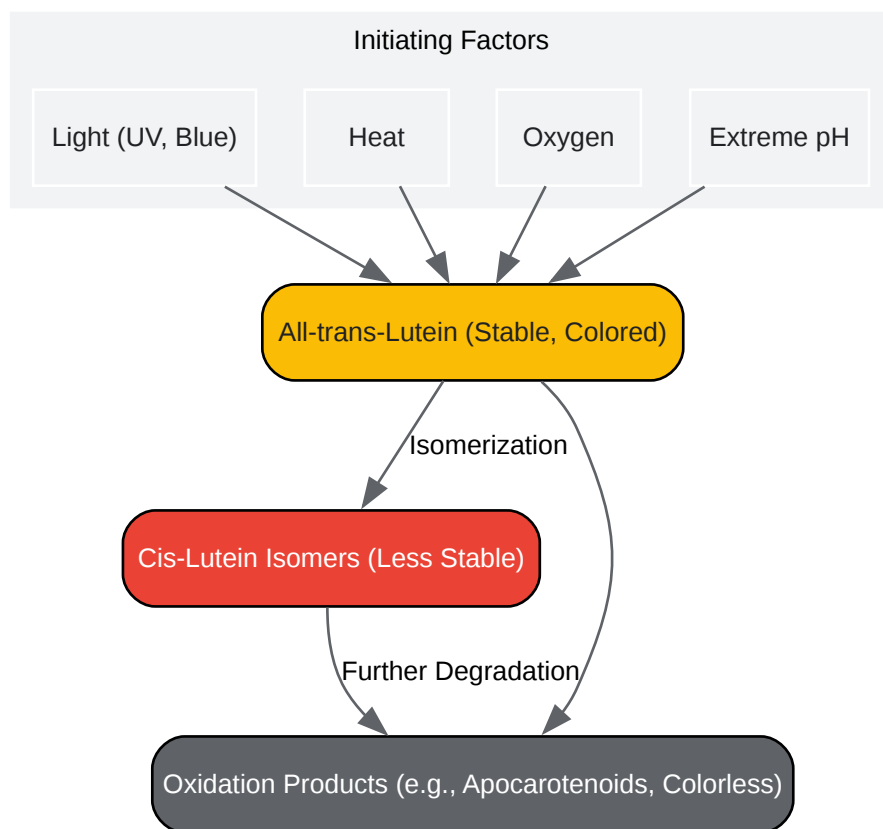 Initiating Factors
Light (UV, Blue)
Heat
Oxygen
Extreme pH
All-trans-Lutein (Stable, Colored)
Isomerization
Cis-Lutein Isomers (Less Stable)
Further Degradation
Oxidation Products (e.g., Apocarotenoids, Colorless)